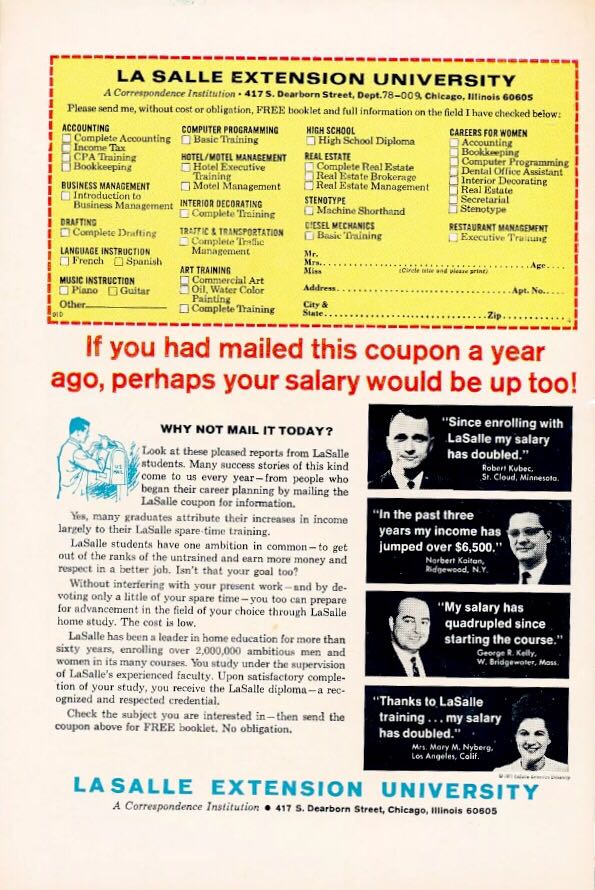 LA SALLE EXTENSION UNIVERSITY
A Correspondence Institution • 417 S. Dearborn Street, Dept. 78-009, Chicago, Illinois 60605
Please send me, without cost or obligation, FREE booklet and full information on the field I have checked below:
ACCOUNTING
Complete Accounting
Income Tax
CPA Training
Bookkeeping
BUSINESS MANAGEMENT
Introduction to
Business Management
DRAFTING
Complete Drafting
LANGUAGE INSTRUCTION
French Spanish
MUSIC INSTRUCTION
Piano Guitar
Other
COMPUTER PROGRAMMING
Basic Training
HOTEL/MOTEL MANAGEMENT
Hotel Executive
Training
Motel Management
INTERIOR DECORATING
Complete Training
TRAFFIC & TRANSPORTATION
Complete Traffic
Management
ART TRAINING
Commercial Art
Oil, Water Color
Painting
Complete Training
HIGH SCHOOL
High School Diploma
REAL ESTATE
Complete Real Estate
Real Estate Brokerage
Real Estate Management
STENOTYPE
Machine Shorthand
DIESEL MECHANICS
Basic Training
CAREERS FOR WOMEN
Accounting
Bookkeeping
Computer Programming
Dental Office Assistant
Interior Decorating
Real Estate
Secretarial
Stenotype
RESTAURANT MANAGEMENT
Executive Training
Mr.
Mrs. Age
Miss (Circle title and please print)
Address Apt. No.
City &
State Zip
If you had mailed this coupon a year
ago, perhaps your salary would be up too!
US
MAIL
WHY NOT MAIL IT TODAY?
Look at these pleased reports from LaSalle
students. Many success stories of this kind
come to us every year—from people who
began their career planning by mailing the
LaSalle coupon for information.
Yes, many graduates attribute their increases in income
largely to their LaSalle spare-time training.
LaSalle students have one ambition in common—to get
out of the ranks of the untrained and earn more money and
respect in a better job. Isn't that your goal too?
Without interfering with your present work—and by de-
voting only a little of your spare time—you too can prepare
for advancement in the field of your choice through LaSalle
home study. The cost is low.
LaSalle has been a leader in home education for more than
sixty years, enrolling over 2,000,000 ambitious men and
women in its many courses. You study under the supervision
of LaSalle's experienced faculty. Upon satisfactory comple-
tion of your study, you receive the LaSalle diploma—a rec-
ognized and respected credential.
Check the subject you are interested in—then send the
coupon above for FREE booklet. No obligation.
"Since enrolling with
LaSalle my salary
has doubled."
Robert Kubec,
St. Cloud, Minnesota.
"In the past three
years my income has
jumped over $6,500."
Norbert Kaitan,
Ridgewood, N.Y.
"My salary has
quadrupled since
starting the course."
George R. Kelly,
W. Bridgewater, Mass.
"Thanks to LaSalle
training . . . my salary
has doubled."
Mrs. Mary M. Nyberg,
Los Angeles, Calif.
LaSalle Extension University
LA SALLE EXTENSION UNIVERSITY
A Correspondence Institution • 417 S. Dearborn Street, Chicago, Illinois 60605